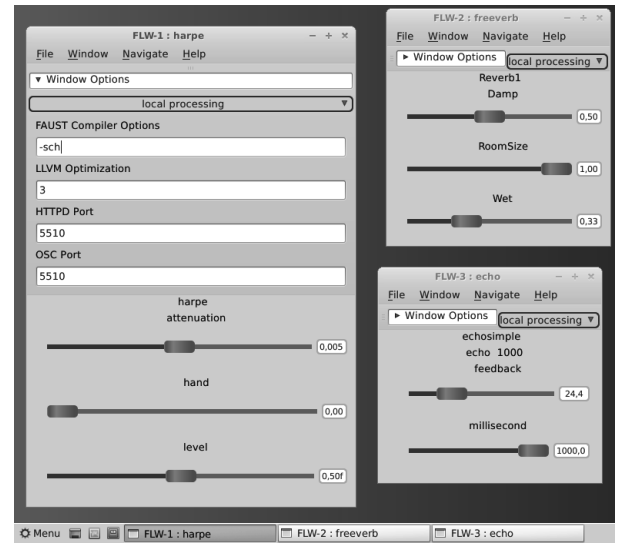 FLW-1 : harpe
File Window Navigate Help
Window Options
local processing
FAUST Compiler Options
-sch
LLVM Optimization
3
HTTPD Port
5510
OSC Port
5510
harpe
attenuation
0,005
hand
0,00
level
0,50f
FLW-2 : freeverb
File Window Navigate Help
Window Options local processing
Reverb1
Damp
0,50
RoomSize
1,00
Wet
0,33
FLW-3 : echo
File Window Navigate Help
Window Options local processing
echosimple
echo 1000
feedback
24,4
millisecond
1000,0
Menu FLW-1 : harpe FLW-2 : freeverb FLW-3 : echo